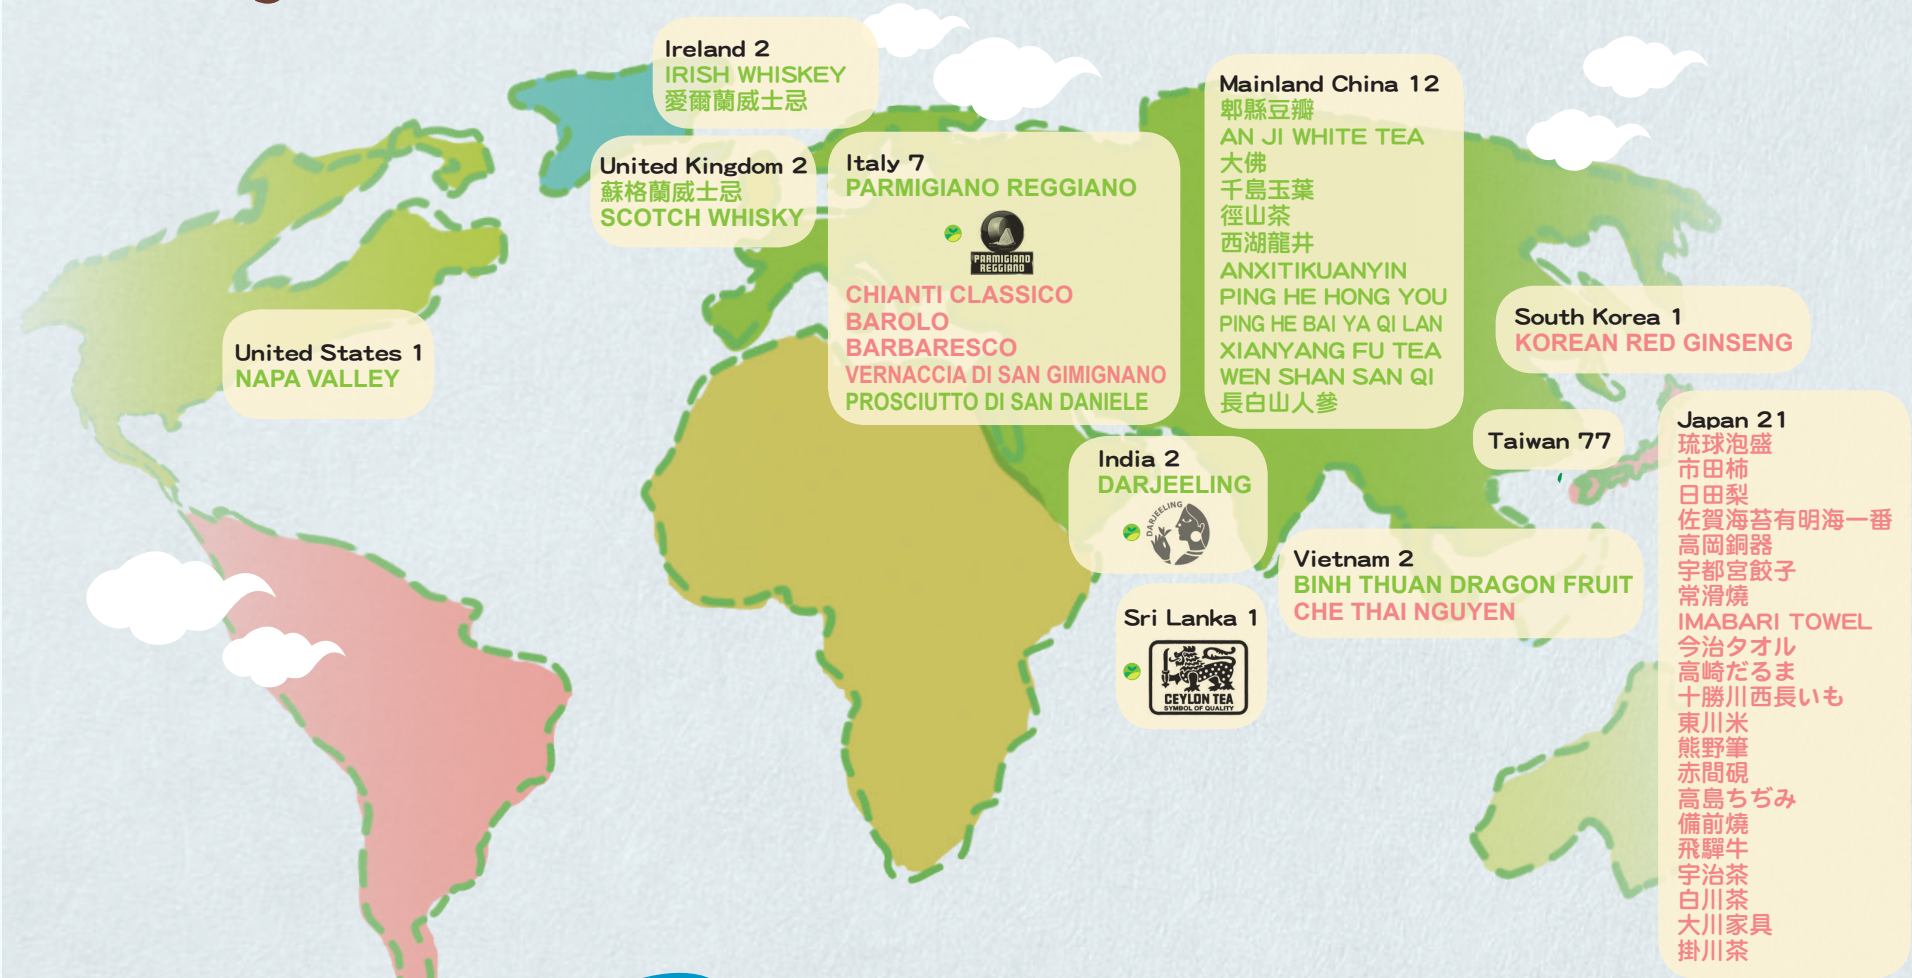 Ireland 2
IRISH WHISKEY
愛爾蘭威士忌
United Kingdom 2
蘇格蘭威士忌
SCOTCH WHISKY
Italy 7
PARMIGIANO REGGIANO
PARMIGIANO
REGGIANO
CHIANTI CLASSICO
BAROLO
BARBARESCO
VERNACCIA DI SAN GIMIGNANO
PROSCIUTTO DI SAN DANIELE
Mainland China 12
郫縣豆瓣
AN JI WHITE TEA
大佛
千島玉葉
徑山茶
西湖龍井
ANXITIKUANYIN
PING HE HONG YOU
PING HE BAI YA QI LAN
XIANYANG FU TEA
WEN SHAN SAN QI
長白山人參
United States 1
NAPA VALLEY
South Korea 1
KOREAN RED GINSENG
Taiwan 77
India 2
DARJEELING
DARJEELING
Vietnam 2
BINH THUAN DRAGON FRUIT
CHE THAI NGUYEN
Sri Lanka 1
CEYLON TEA
SYMBOL OF QUALITY
Japan 21
琉球泡盛
市田柿
日田梨
佐賀海苔有明海一番
高岡銅器
宇都宮餃子
常滑燒
IMABARI TOWEL
今治タオル
高崎だるま
十勝川西長いも
東川米
熊野筆
赤間硯
高島ちぢみ
備前燒
飛驒牛
宇治茶
白川茶
大川家具
掛川茶